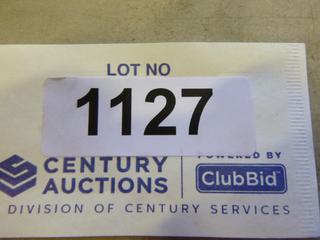 LOT NO
1127
CENTURY
AUCTIONS
POWERED BY
ClubBid
DIVISION OF CENTURY SERVICES